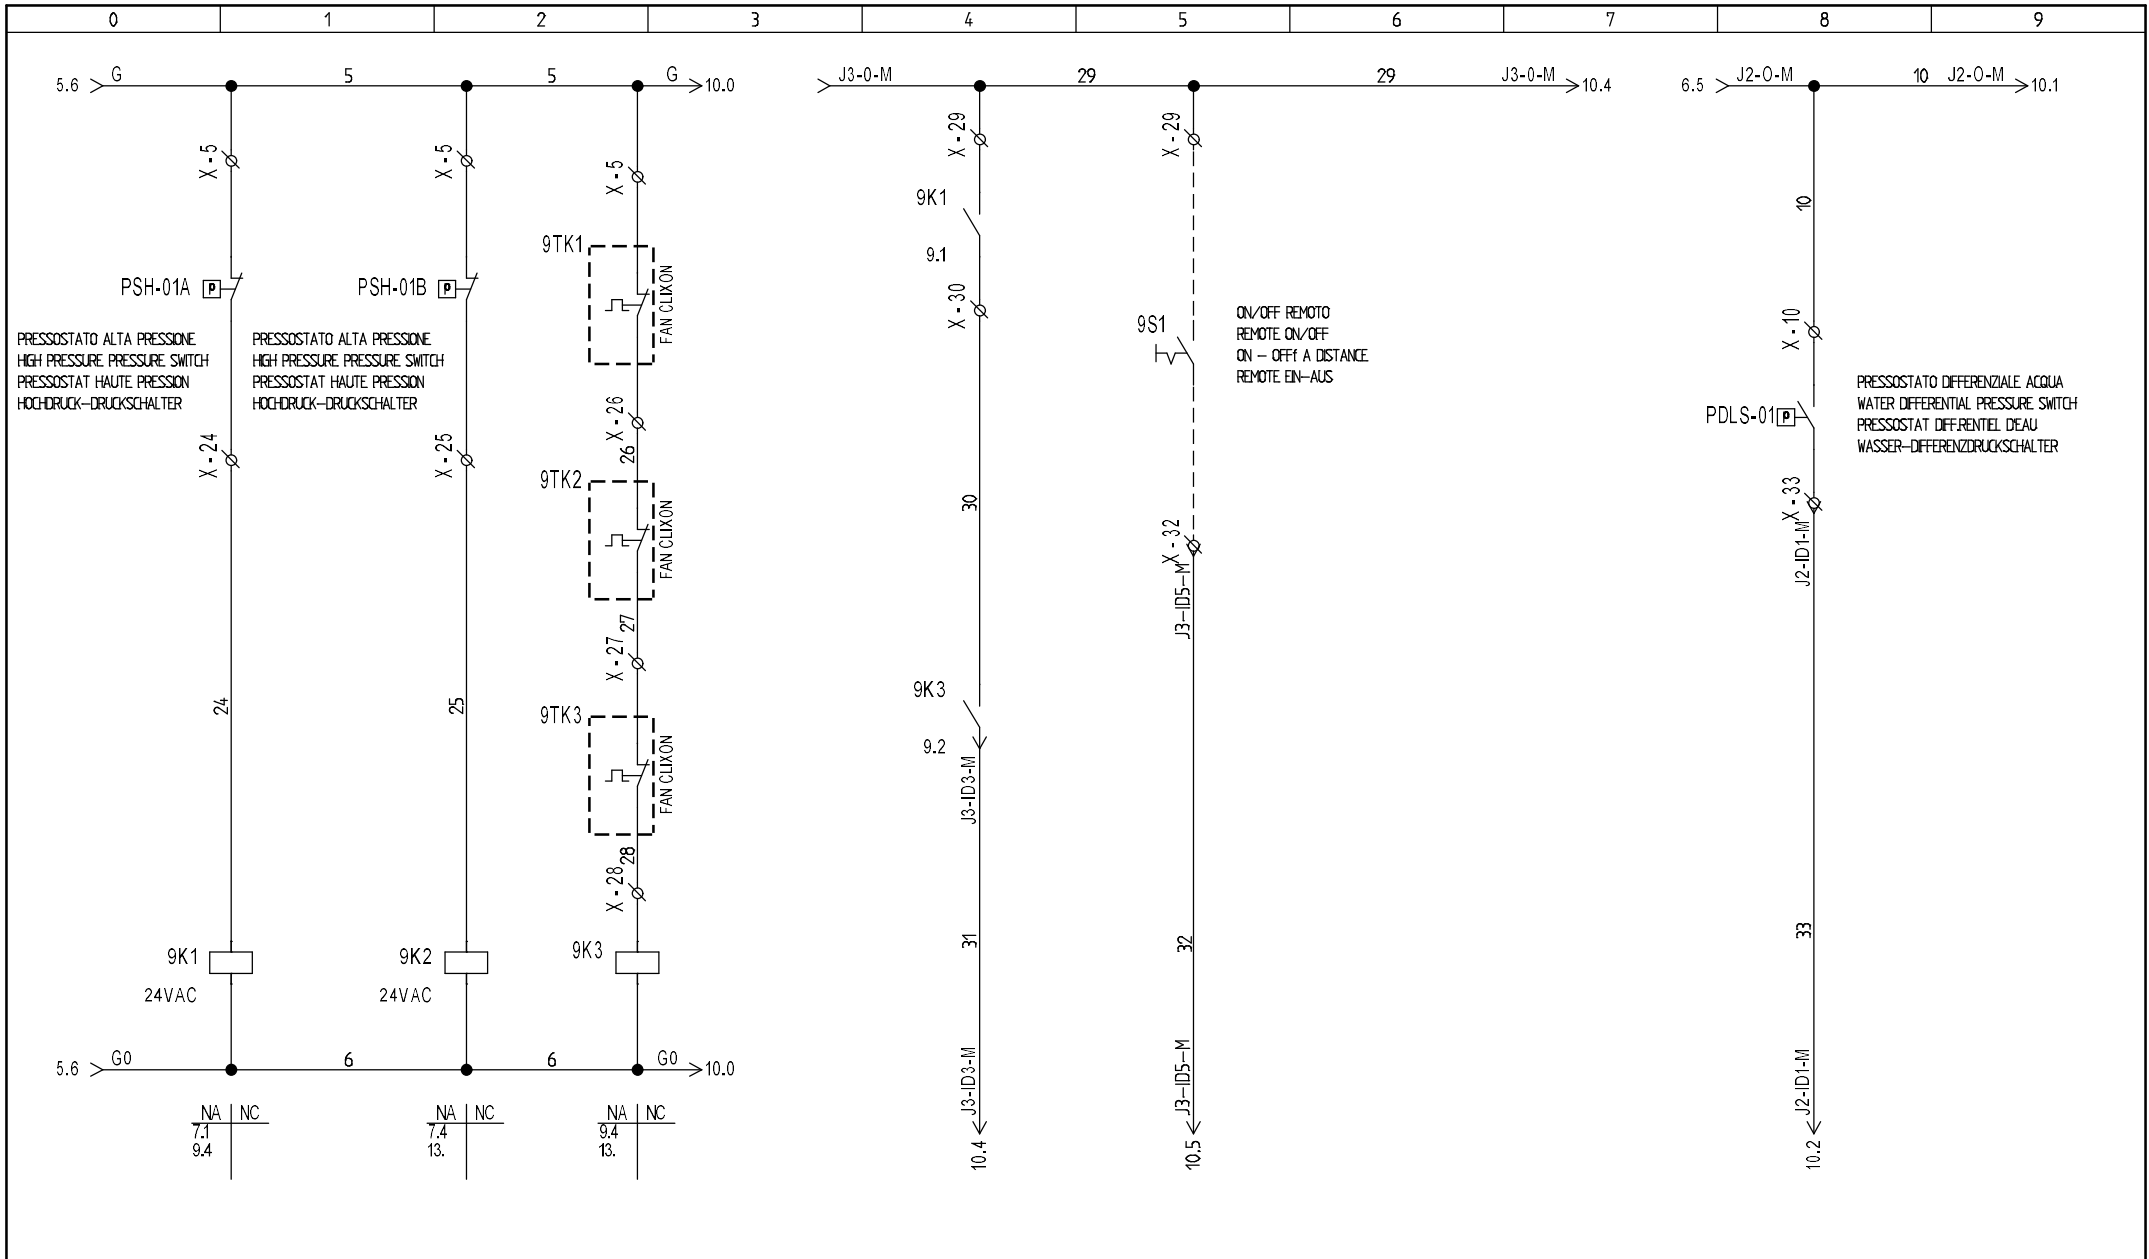 0 1 2 3 4 5 6 7 8 9
5.6 G 5 5 G 10.0
J3-0-M 29 29 J3-0-M 10.4
6.5 J2-O-M 10 J2-O-M 10.1
X - 5
X - 5
X - 5
X - 29
X - 29
10
9K1
9.1
X - 30
9TK1
FAN CLIXON
PSH-01A P
PSH-01B P
PRESSOSTATO ALTA PRESSIONE
HIGH PRESSURE PRESSURE SWITCH
PRESSOSTAT HAUTE PRESSION
HOCHDRUCK-DRUCKSCHALTER
PRESSOSTATO ALTA PRESSIONE
HIGH PRESSURE PRESSURE SWITCH
PRESSOSTAT HAUTE PRESSION
HOCHDRUCK-DRUCKSCHALTER
9S1
ON/OFF REMOTO
REMOTE ON/OFF
ON - OFFf A DISTANCE
REMOTE EIN-AUS
X - 10
PDLS-01 P
PRESSOSTATO DIFFERENZIALE ACQUA
WATER DIFFERENTIAL PRESSURE SWITCH
PRESSOSTAT DIFF.RENTIEL D'EAU
WASSER-DIFFERENZDRUCKSCHALTER
X - 24
X - 25
X - 26
26
9TK2
FAN CLIXON
30
X - 32
J3-ID5-M
X - 33
J2-ID1-M
27
X - 27
24
25
9TK3
FAN CLIXON
9K3
9.2
J3-ID3-M
28
X - 28
31
32
33
9K1
24VAC
9K2
24VAC
9K3
5.6 G0 6 6 G0 10.0
J3-ID3-M
10.4
J3-ID5-M
10.5
J2-ID1-M
10.2
NA NC
7.1
9.4
NA NC
7.4
13.
NA NC
9.4
13.